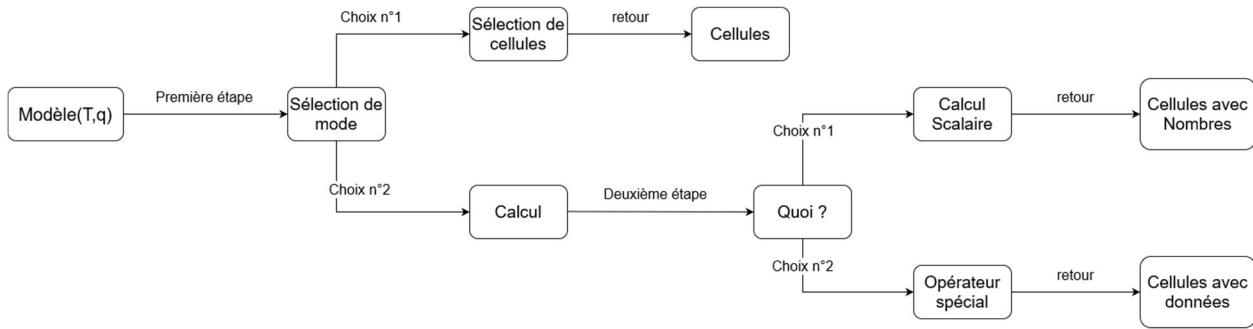 Choix n°1
Sélection de
cellules
retour
Cellules
Modèle(T,q)
Première étape
Sélection de
mode
Choix n°2
Calcul
Deuxième étape
Quoi ?
Choix n°1
Calcul
Scalaire
retour
Cellules avec
Nombres
Choix n°2
Opérateur
spécial
retour
Cellules avec
données